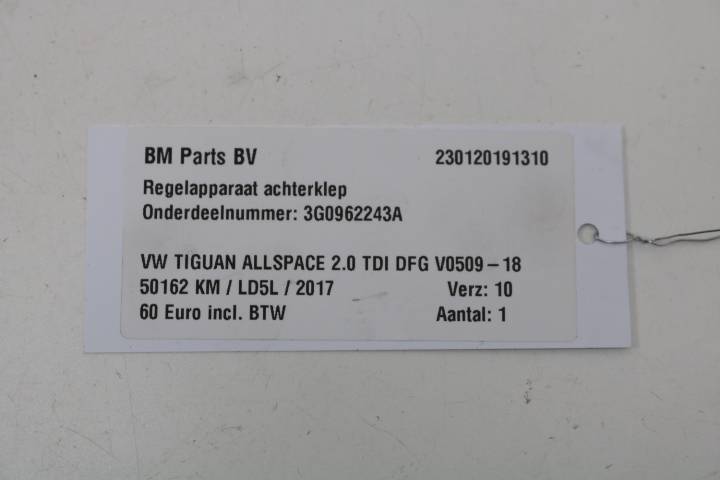 BM Parts BV 230120191310
Regelapparaat achterklep
Onderdeelnummer: 3G0962243A
VW TIGUAN ALLSPACE 2.0 TDI DFG V0509-18
50162 KM / LD5L / 2017 Verz: 10
60 Euro incl. BTW Aantal: 1